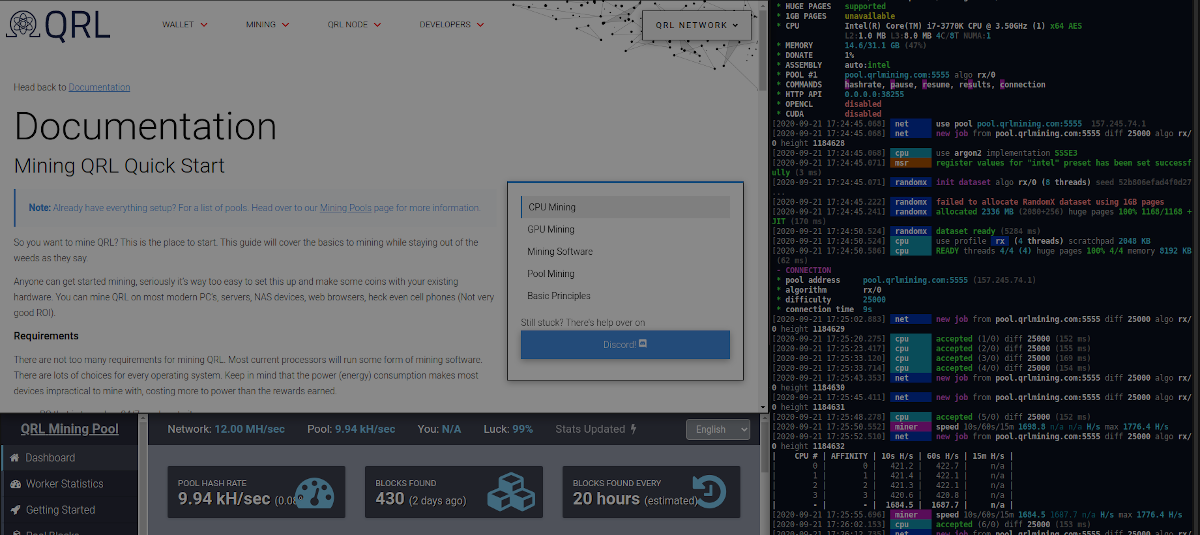 QRL
WALLET MINING QRL NODE DEVELOPERS
QRL NETWORK
Head back to Documentation
Documentation
Mining QRL Quick Start
Note: Already have everything setup? For a list of pools. Head over to our Mining Pools page for more information.
So you want to mine QRL? This is the place to start. This guide will cover the basics to mining while staying out of the
weeds as they say.
Anyone can get started mining, seriously it's way too easy to set this up and make some coins with your existing
hardware. You can mine QRL on most modern PC's, servers, NAS devices, web browsers, heck even cell phones (Not very
good ROI).
Requirements
There are not too many requirements for mining QRL. Most current processors will run some form of mining software.
There are lots of choices for every operating system. Keep in mind that the power (energy) consumption makes most
devices impractical to mine with, costing more to power than the rewards earned.
CPU Mining
GPU Mining
Mining Software
Pool Mining
Basic Principles
Still stuck? There's help over on
Discord!
QRL Mining Pool
Network: 12.00 MH/sec Pool: 9.94 kH/sec You: N/A Luck: 99% Stats Updated
English
Dashboard
Worker Statistics
Getting Started
Pool Blocks
POOL HASH RATE
9.94 kH/sec
BLOCKS FOUND
430 (2 days ago)
BLOCKS FOUND EVERY
20 hours (estimated)
* HUGE PAGES supported
* 1GB PAGES unavailable
* CPU Intel(R) Core(TM) i7-3770K CPU @ 3.50GHz (1) x64 AES
L2:1.0 MB L3:8.0 MB 4C/8T NUMA:1
* MEMORY 14.6/31.1 GB (47%)
* DONATE 1%
* ASSEMBLY auto:intel
* POOL #1 pool.qrlmining.com:5555 algo rx/0
* COMMANDS hashrate, pause, resume, results, connection
* HTTP API 0.0.0.0:38255
* OPENCL disabled
* CUDA disabled
[2020-09-21 17:24:45.068] net use pool pool.qrlmining.com:5555 157.245.74.1
[2020-09-21 17:24:45.068] net new job from pool.qrlmining.com:5555 diff 25000 algo rx/
0 height 1184628
[2020-09-21 17:24:45.068] cpu use argon2 implementation SSSE3
[2020-09-21 17:24:45.071] msr register values for "intel" preset has been set successf
ully (3 ms)
[2020-09-21 17:24:45.071] randomx init dataset algo rx/0 (8 threads) seed 52b806efad4f0d27
...
[2020-09-21 17:24:45.222] randomx failed to allocate RandomX dataset using 1GB pages
[2020-09-21 17:24:45.241] randomx allocated 2336 MB (2080+256) huge pages 100% 1168/1168 +
JIT (170 ms)
[2020-09-21 17:24:50.524] randomx dataset ready (5284 ms)
[2020-09-21 17:24:50.524] cpu use profile rx (4 threads) scratchpad 2048 KB
[2020-09-21 17:24:50.586] cpu READY threads 4/4 (4) huge pages 100% 4/4 memory 8192 KB
(62 ms)
- CONNECTION
* pool address pool.qrlmining.com:5555 (157.245.74.1)
* algorithm rx/0
* difficulty 25000
* connection time 9s
[2020-09-21 17:25:02.883] net new job from pool.qrlmining.com:5555 diff 25000 algo rx/
0 height 1184629
[2020-09-21 17:25:20.275] cpu accepted (1/0) diff 25000 (152 ms)
[2020-09-21 17:25:23.417] cpu accepted (2/0) diff 25000 (155 ms)
[2020-09-21 17:25:33.120] cpu accepted (3/0) diff 25000 (169 ms)
[2020-09-21 17:25:33.714] cpu accepted (4/0) diff 25000 (154 ms)
[2020-09-21 17:25:43.353] net new job from pool.qrlmining.com:5555 diff 25000 algo rx/
0 height 1184630
[2020-09-21 17:25:45.411] net new job from pool.qrlmining.com:5555 diff 25000 algo rx/
0 height 1184631
[2020-09-21 17:25:48.278] cpu accepted (5/0) diff 25000 (152 ms)
[2020-09-21 17:25:50.552] miner speed 10s/60s/15m 1698.8 n/a n/a H/s max 1776.4 H/s
[2020-09-21 17:25:52.510] net new job from pool.qrlmining.com:5555 diff 25000 algo rx/
0 height 1184632
| CPU # | AFFINITY | 10s H/s | 60s H/s | 15m H/s |
| 0 | 0 | 421.2 | 422.7 | n/a |
| 1 | 1 | 421.4 | 422.1 | n/a |
| 2 | 2 | 421.3 | 422.1 | n/a |
| 3 | 3 | 420.6 | 420.8 | n/a |
| - | - | 1684.5 | 1687.7 | n/a |
[2020-09-21 17:25:55.696] miner speed 10s/60s/15m 1684.5 1687.7 n/a H/s max 1776.4 H/s
[2020-09-21 17:26:02.153] cpu accepted (6/0) diff 25000 (153 ms)
[2020-09-21 17:26:12.735] net new job from pool.qrlmining.com:5555 diff 25000 algo rx/